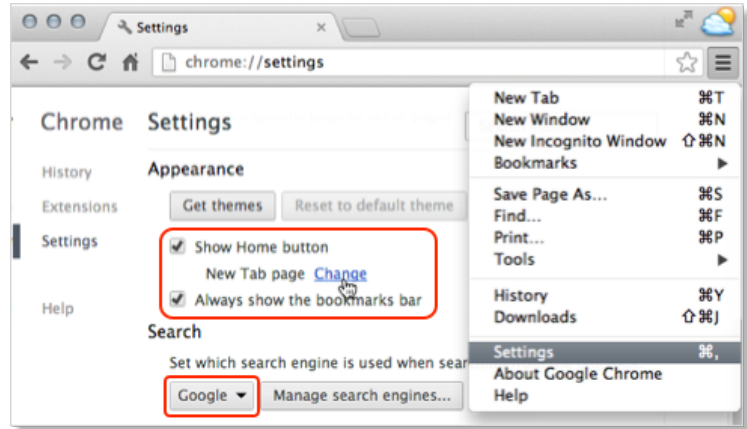 Settings
chrome://settings
Chrome
History
Extensions
Settings
Help
Settings
Appearance
Get themes
Reset to default theme
Show Home button
New Tab page Change
Always show the bookmarks bar
Search
Set which search engine is used when sear
Google
Manage search engines...
New Tab ⌘T
New Window ⌘N
New Incognito Window ⇧⌘N
Bookmarks
Save Page As... ⌘S
Find... ⌘F
Print... ⌘P
Tools
History ⌘Y
Downloads ⇧⌘J
Settings ⌘,
About Google Chrome
Help